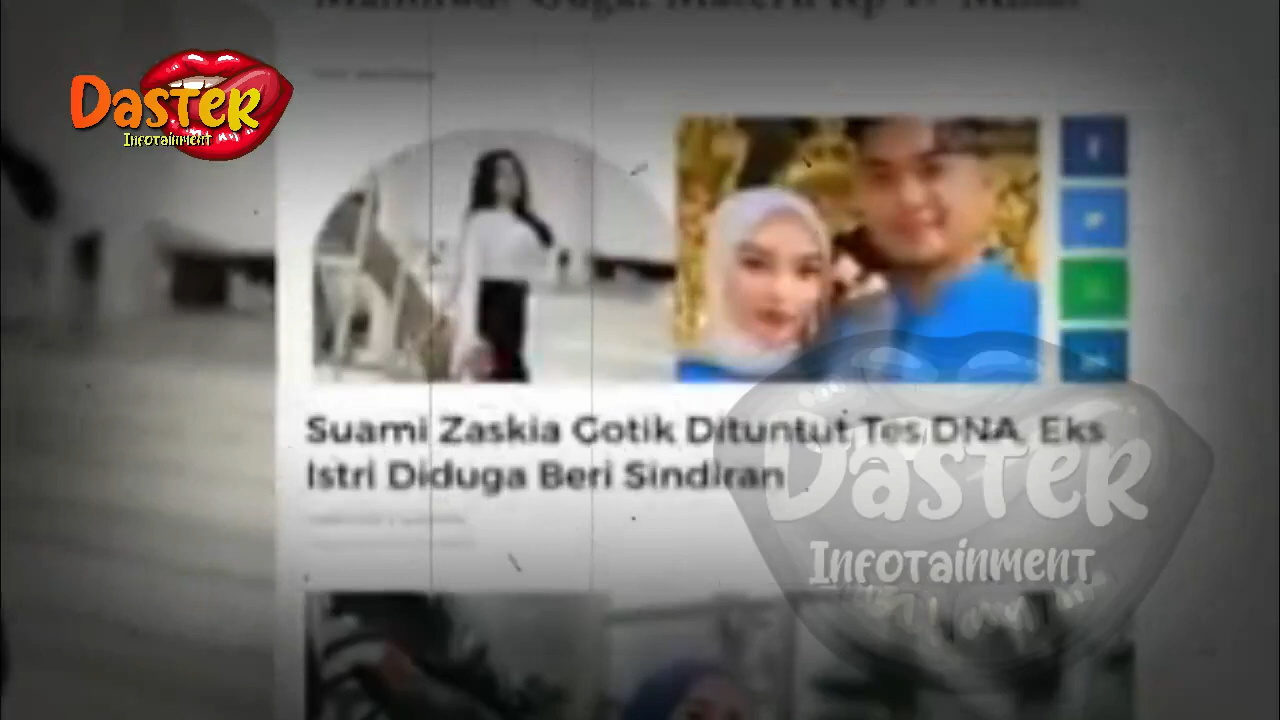 DASTER
INFOTAINMENT
Suami Zaskia Gotik Dituntut Tes DNA, Eks
Istri Diduga Beri Sindiran
DASTER
INFOTAINMENT